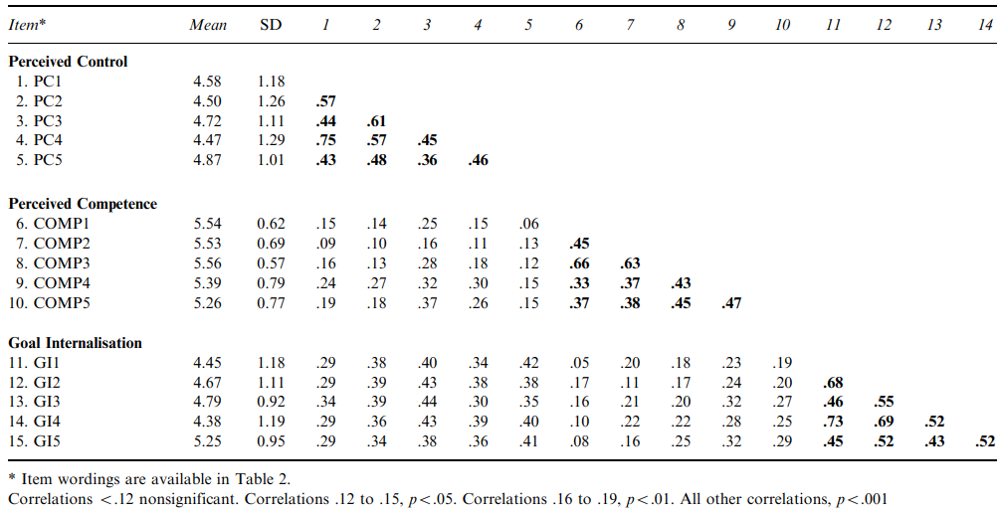 Item* Mean SD 1 2 3 4 5 6 7 8 9 10 11 12 13 14
Perceived Control
1. PC1 4.58 1.18
2. PC2 4.50 1.26 .57
3. PC3 4.72 1.11 .44 .61
4. PC4 4.47 1.29 .75 .57 .45
5. PC5 4.87 1.01 .43 .48 .36 .46
Perceived Competence
6. COMP1 5.54 0.62 .15 .14 .25 .15 .06
7. COMP2 5.53 0.69 .09 .10 .16 .11 .13 .45
8. COMP3 5.56 0.57 .16 .13 .28 .18 .12 .66 .63
9. COMP4 5.39 0.79 .24 .27 .32 .30 .15 .33 .37 .43
10. COMP5 5.26 0.77 .19 .18 .37 .26 .15 .37 .38 .45 .47
Goal Internalisation
11. GI1 4.45 1.18 .29 .38 .40 .34 .42 .05 .20 .18 .23 .19
12. GI2 4.67 1.11 .29 .39 .43 .38 .38 .17 .11 .17 .24 .20 .68
13. GI3 4.79 0.92 .34 .39 .44 .30 .35 .16 .21 .20 .32 .27 .46 .55
14. GI4 4.38 1.19 .29 .36 .43 .39 .40 .10 .22 .22 .28 .25 .73 .69 .52
15. GI5 5.25 0.95 .29 .34 .38 .36 .41 .08 .16 .25 .32 .29 .45 .52 .43 .52
* Item wordings are available in Table 2.
Correlations <.12 nonsignificant. Correlations .12 to .15, p<.05. Correlations .16 to .19, p<.01. All other correlations, p<.001